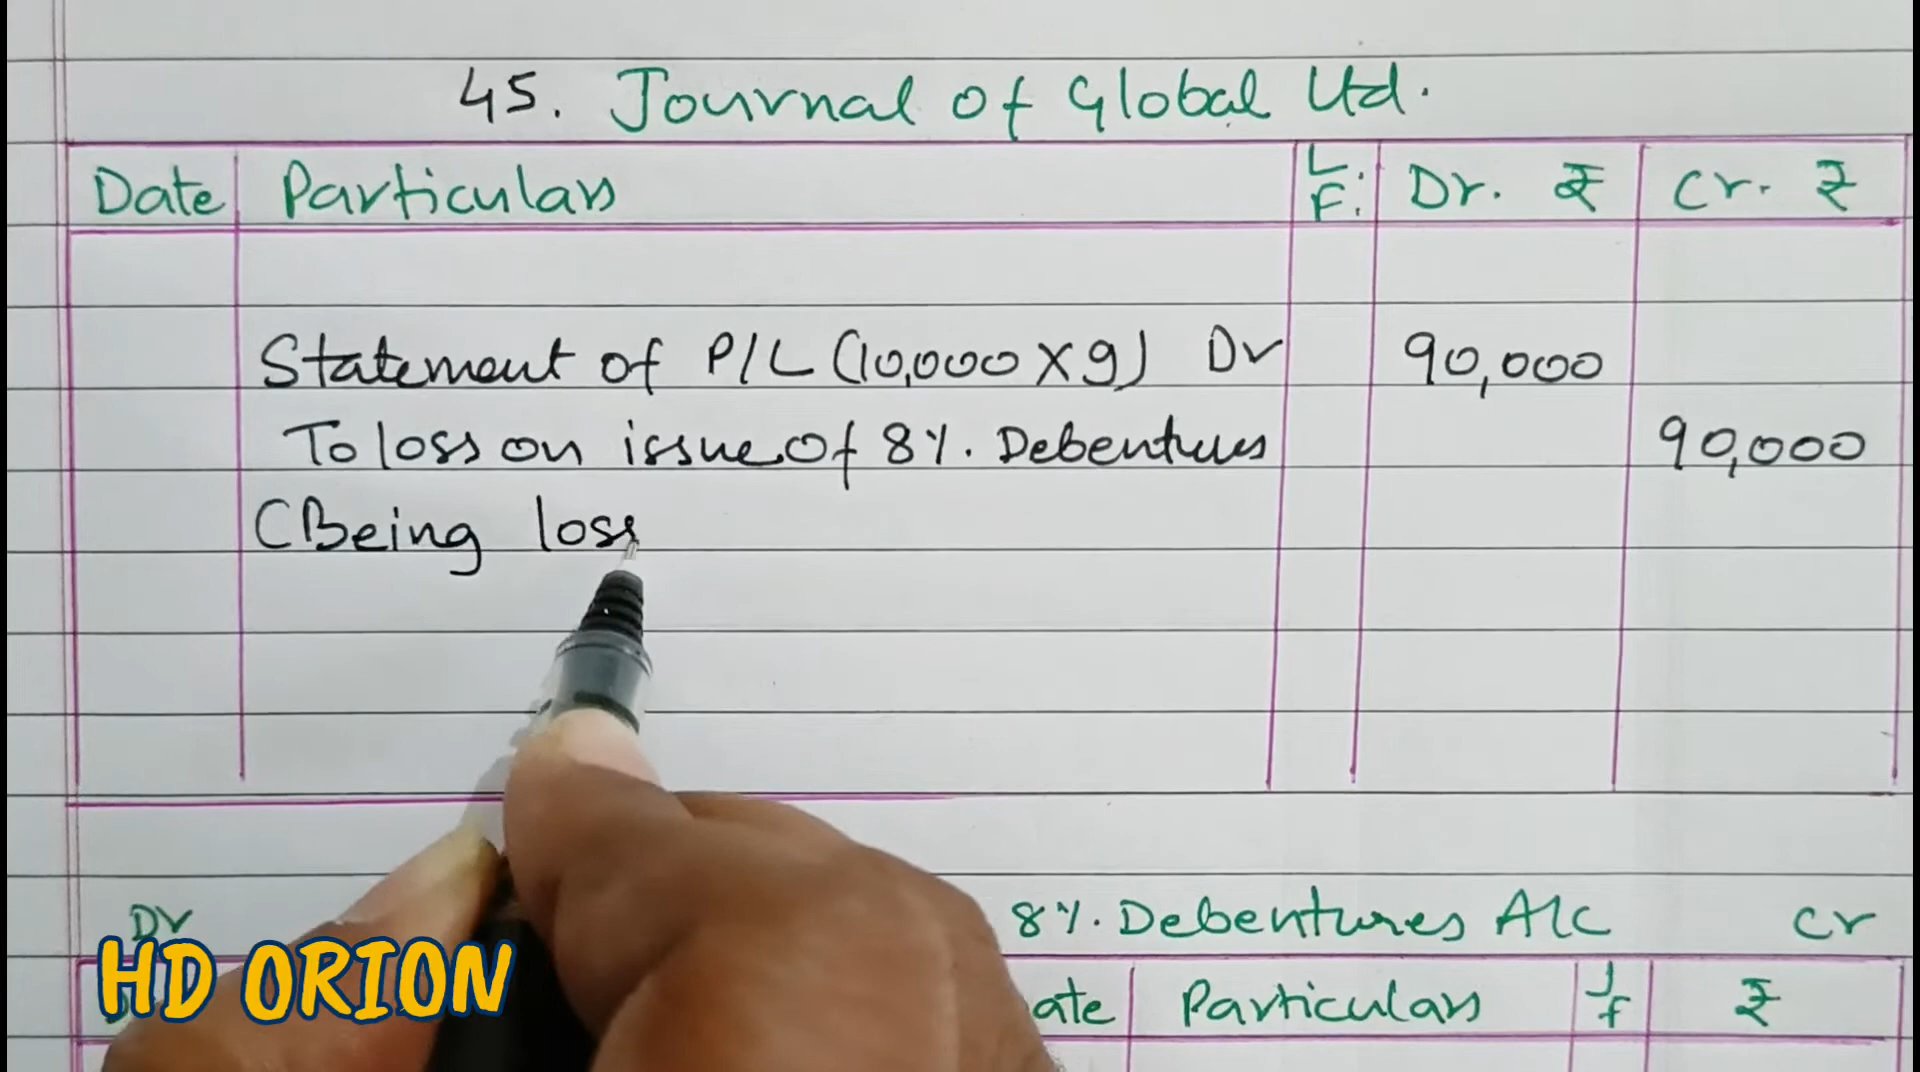 45. Journal of Global Ltd.
Date Particulars L.F. Dr. ₹ Cr. ₹
Statement of P/L (10,000 X 9) Dr 90,000
To loss on issue of 8%. Debentures 90,000
(Being loss
Dr 8%. Debentures A/c Cr
ate Particulars Jf ₹
HD ORION